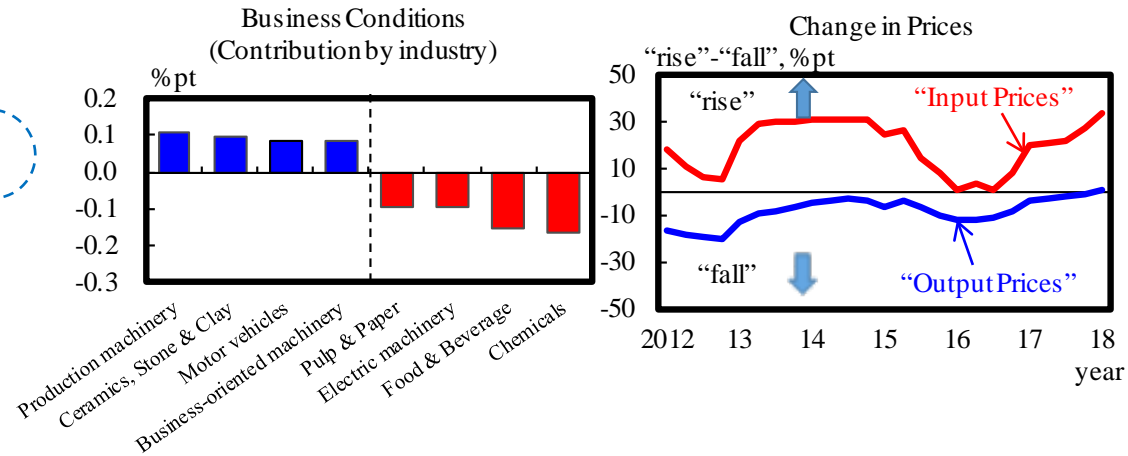 Business Conditions
(Contribution by industry)
% pt
0.2
0.1
0.0
-0.1
-0.2
-0.3
Production machinery
Ceramics, Stone & Clay
Motor vehicles
Business-oriented machinery
Pulp & Paper
Electric machinery
Food & Beverage
Chemicals
Change in Prices
“rise”-“fall”, % pt
50
30
10
-10
-30
-50
“rise”
“Input Prices”
“fall”
“Output Prices”
2012 13 14 15 16 17 18
year